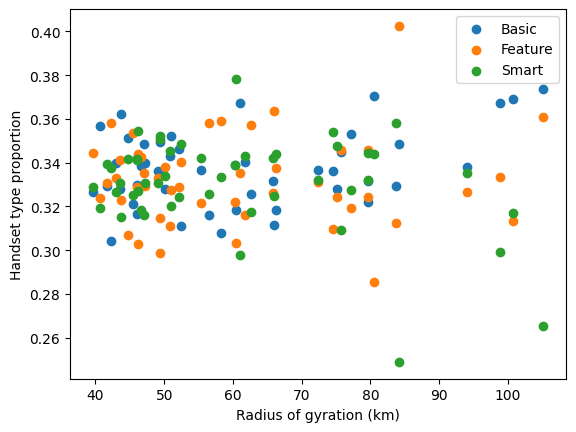 Basic
Feature
Smart
0.40
0.38
0.36
0.34
0.32
0.30
0.28
0.26
Handset type proportion
40 50 60 70 80 90 100
Radius of gyration (km)